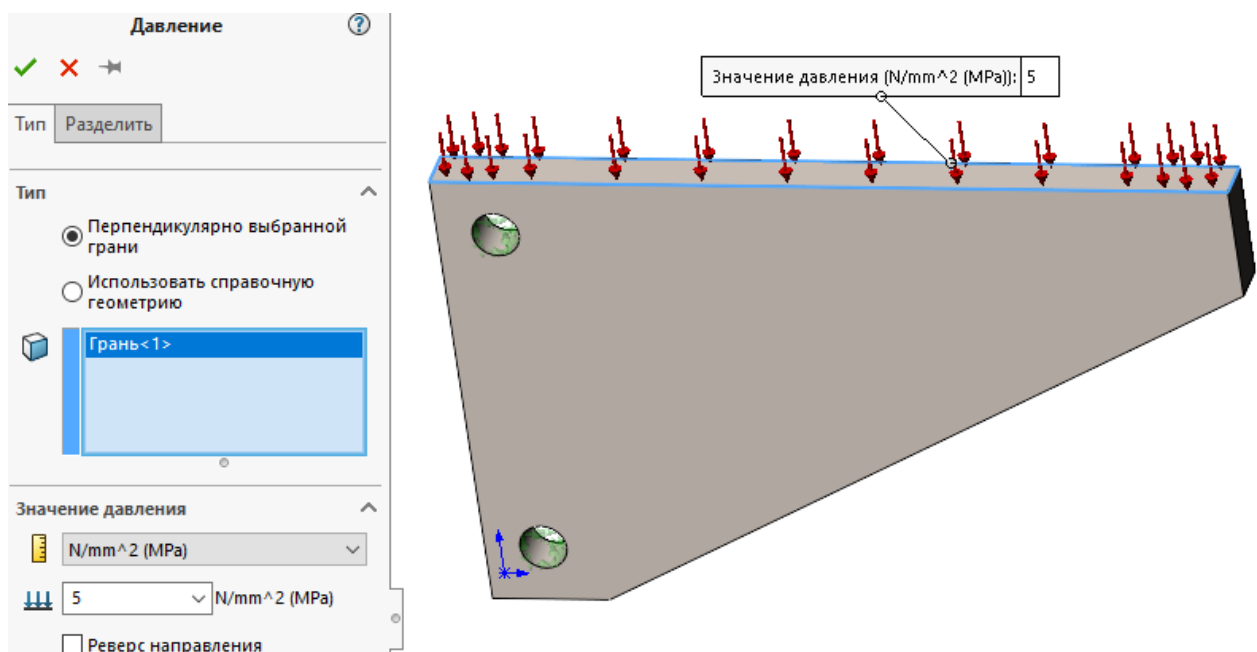 Давление
Тип Разделить
Тип
Перпендикулярно выбранной
грани
Использовать справочную
геометрию
Грань<1>
Значение давления
N/mm^2 (MPa)
5 N/mm^2 (MPa)
Реверс направления
Значение давления (N/mm^2 (MPa)): 5